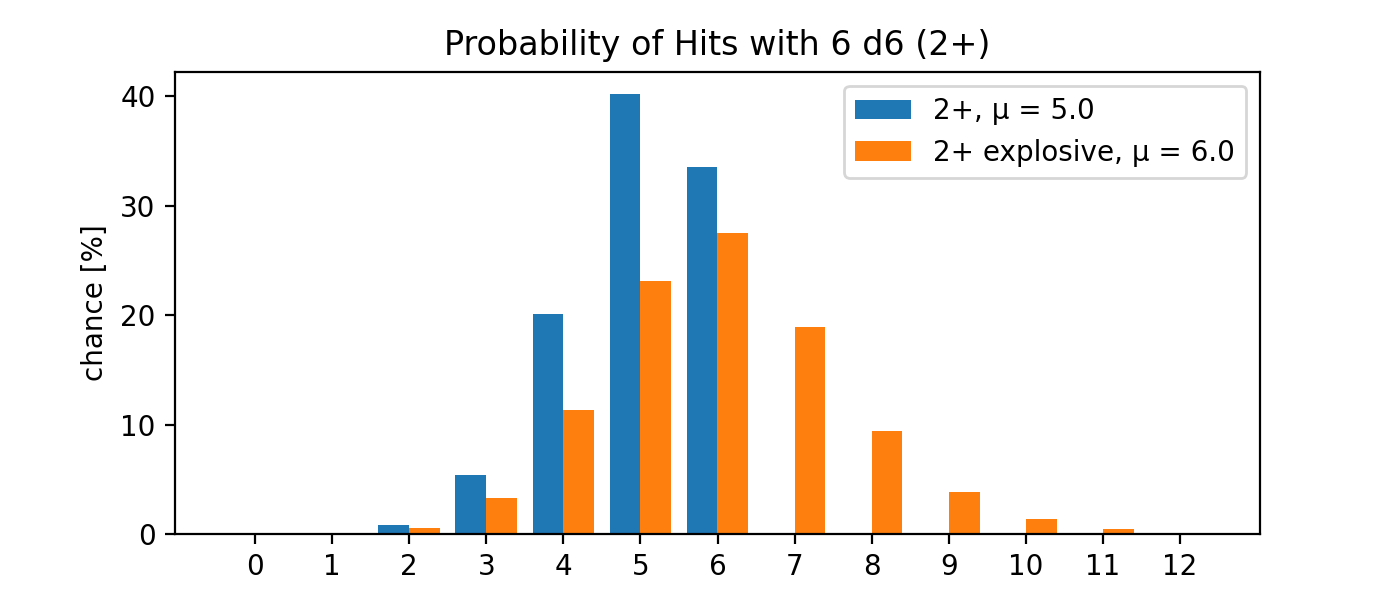 Probability of Hits with 6 d6 (2+)
2+, μ = 5.0
2+ explosive, μ = 6.0
chance [%]
40
30
20
10
0
0 1 2 3 4 5 6 7 8 9 10 11 12